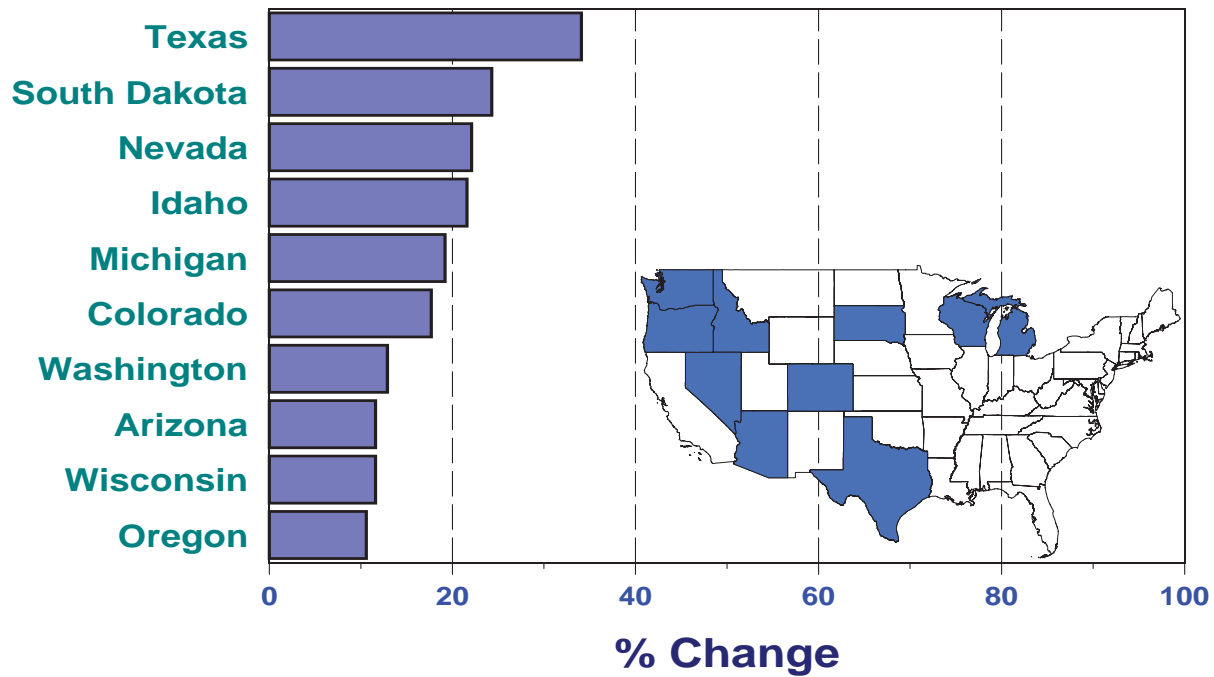 Texas
South Dakota
Nevada
Idaho
Michigan
Colorado
Washington
Arizona
Wisconsin
Oregon
0 20 40 60 80 100
% Change